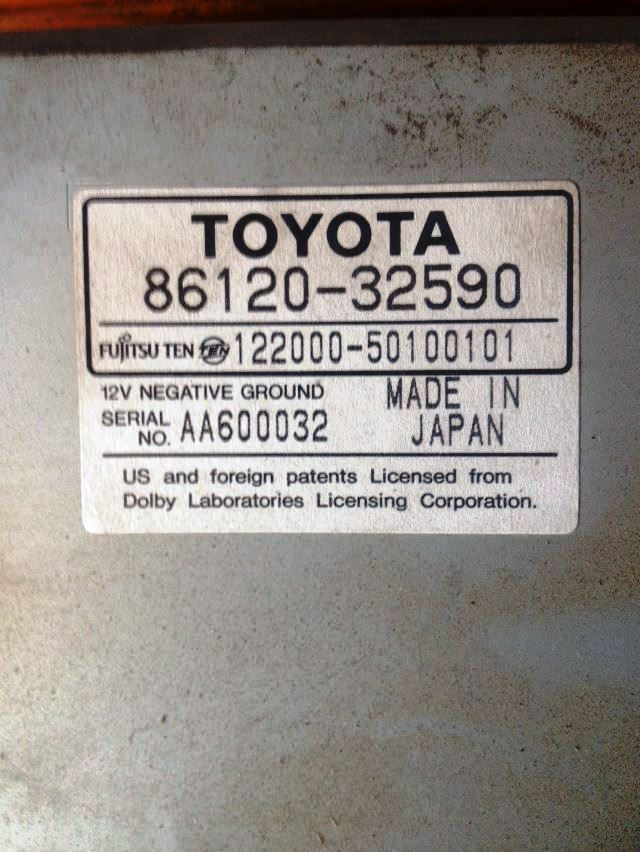 TOYOTA
86120-32590
FUJITSU TEN TEN 122000-50100101
12V NEGATIVE GROUND
SERIAL NO. AA600032
MADE IN
JAPAN
US and foreign patents Licensed from
Dolby Laboratories Licensing Corporation.